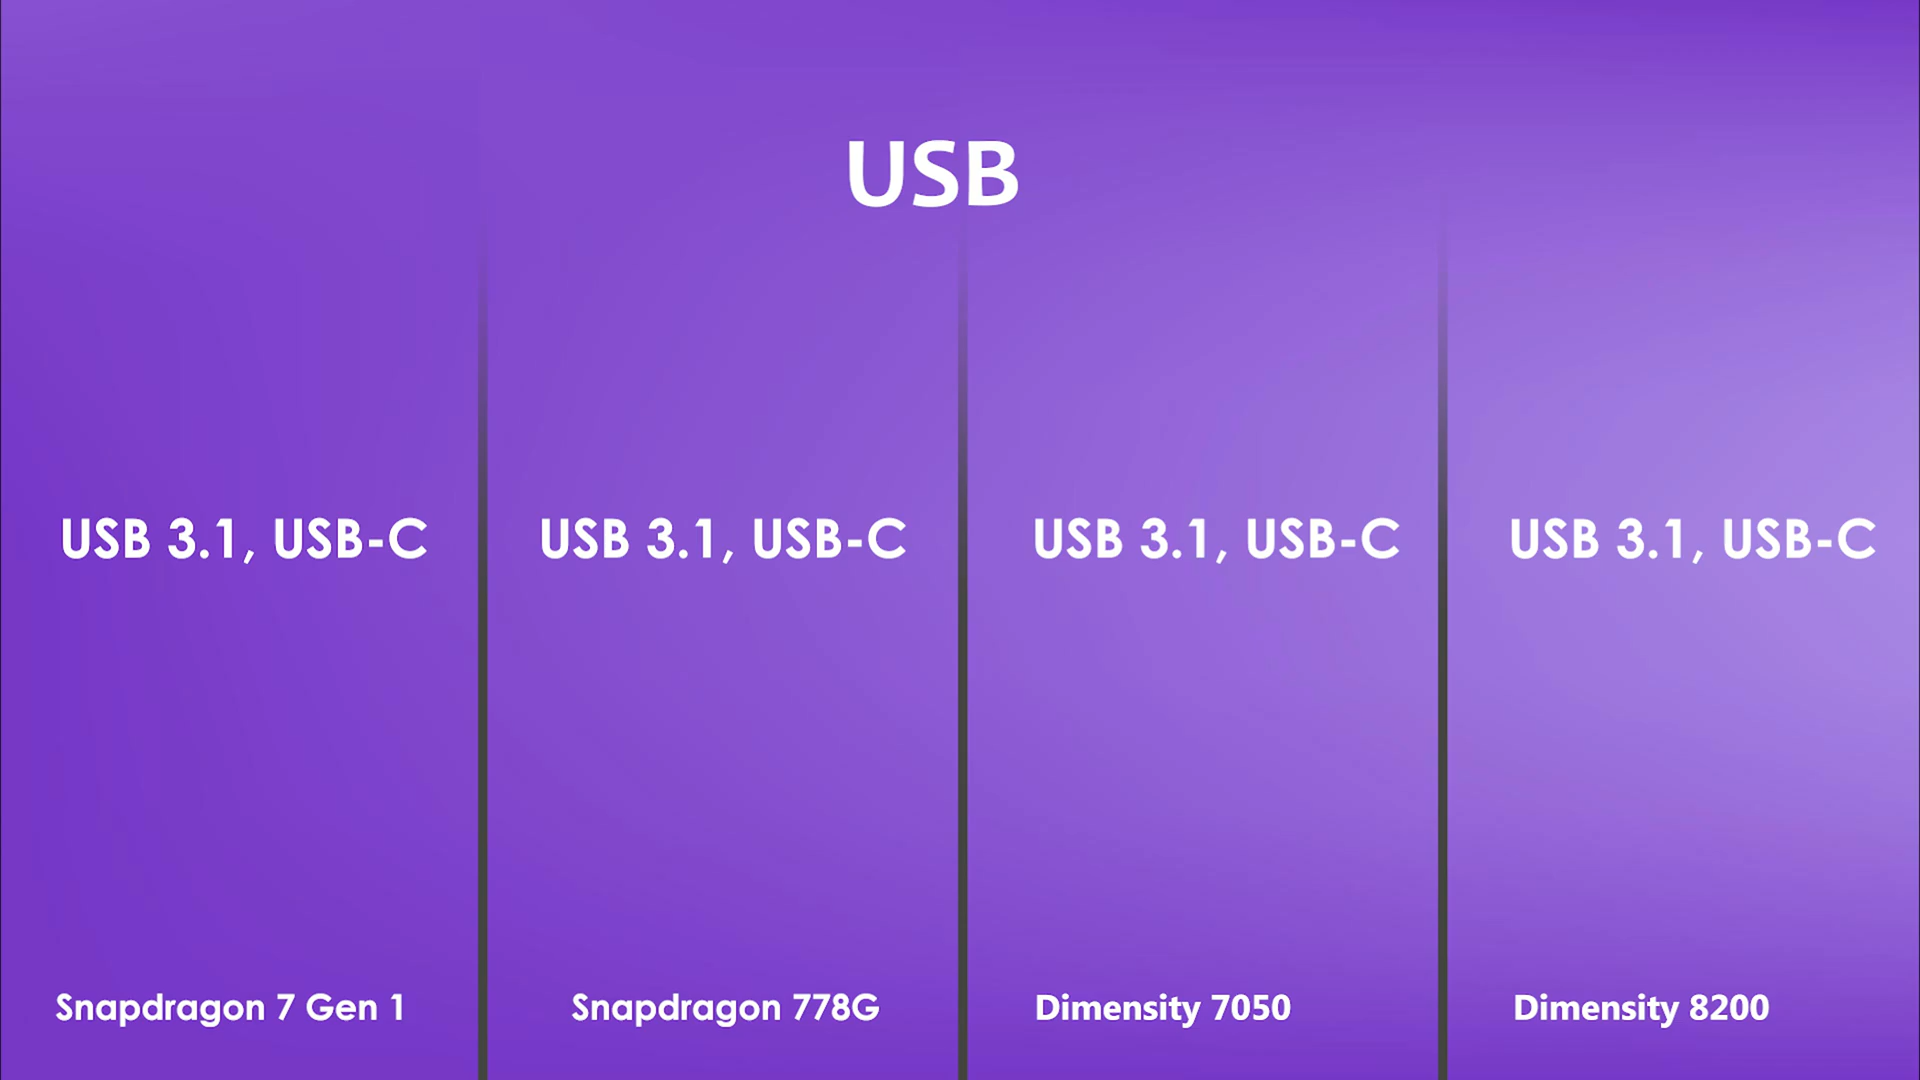 USB
USB 3.1, USB-C
USB 3.1, USB-C
USB 3.1, USB-C
USB 3.1, USB-C
Snapdragon 7 Gen 1
Snapdragon 778G
Dimensity 7050
Dimensity 8200